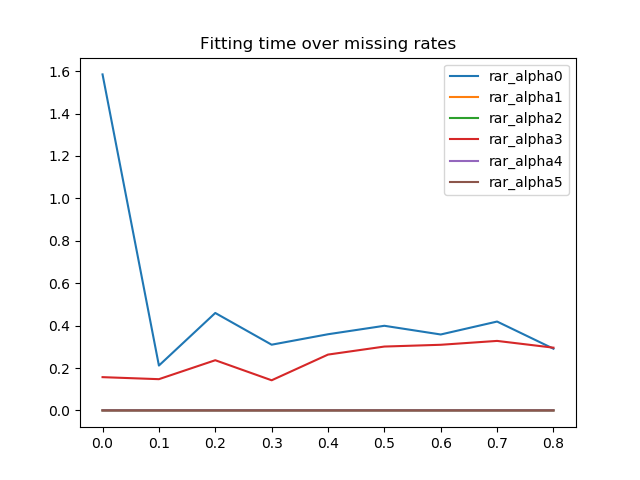 Fitting time over missing rates
1.6
1.4
1.2
1.0
0.8
0.6
0.4
0.2
0.0
rar_alpha0
rar_alpha1
rar_alpha2
rar_alpha3
rar_alpha4
rar_alpha5
0.0 0.1 0.2 0.3 0.4 0.5 0.6 0.7 0.8